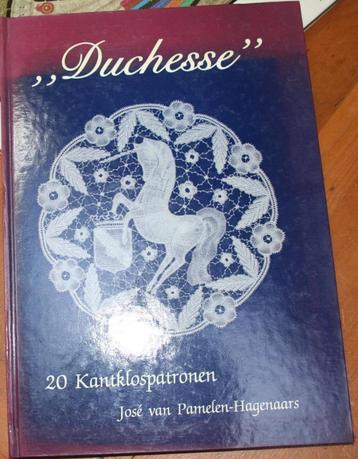 „Duchesse”
20 Kantklospatronen
José van Pamelen-Hagenaars